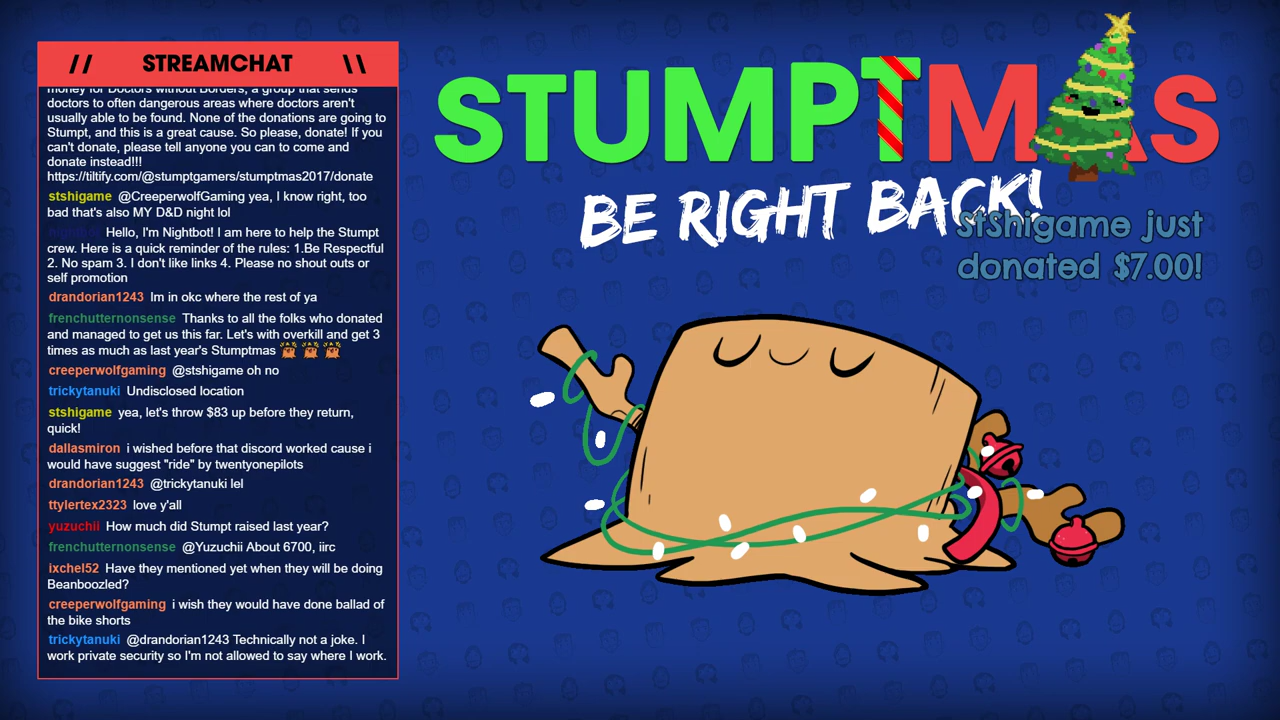 // STREAMCHAT \\
money for Doctors without Borders, a group that sends
doctors to often dangerous areas where doctors aren't
usually able to be found. None of the donations are going to
Stumpt, and this is a great cause. So please, donate! If you
can't donate, please tell anyone you can to come and
donate instead!!!
https://tiltify.com/@stumptgamers/stumptmas2017/donate
stshigame @CreeperwolfGaming yea, I know right, too
bad that's also MY D&D night lol
nightbot Hello, I'm Nightbot! I am here to help the Stumpt
crew. Here is a quick reminder of the rules: 1.Be Respectful
2. No spam 3. I don't like links 4. Please no shout outs or
self promotion
drandorian1243 Im in okc where the rest of ya
frenchutternonsense Thanks to all the folks who donated
and managed to get us this far. Let's with overkill and get 3
times as much as last year's Stumptmas
creeperwolfgaming @stshigame oh no
trickytanuki Undisclosed location
stshigame yea, let's throw $83 up before they return,
quick!
dallasmiron i wished before that discord worked cause i
would have suggest "ride" by twentyonepilots
drandorian1243 @trickytanuki lel
ttylertex2323 love y'all
yuzuchii How much did Stumpt raised last year?
frenchutternonsense @Yuzuchii About 6700, iirc
ixchel52 Have they mentioned yet when they will be doing
Beanboozled?
creeperwolfgaming i wish they would have done ballad of
the bike shorts
trickytanuki @drandorian1243 Technically not a joke. I
work private security so I'm not allowed to say where I work.
STUMPTMAS
BE RIGHT BACK!
stShigame just
donated $7.00!